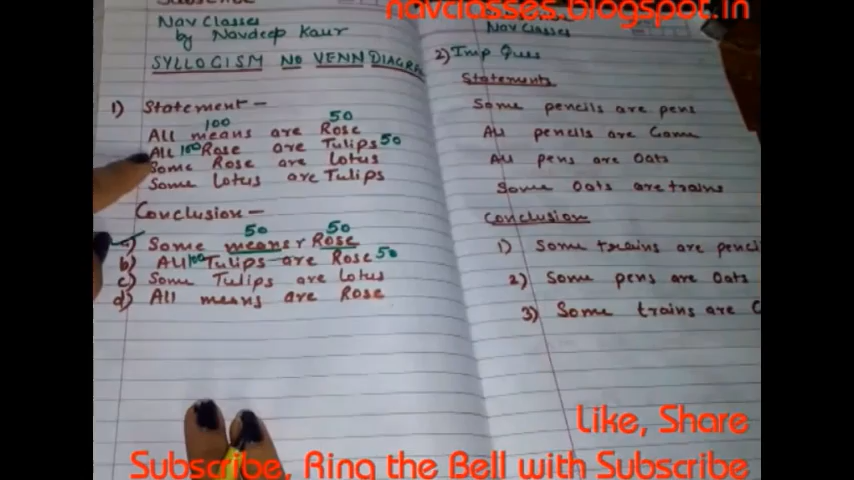 navclasses.blogspot.in
Nav Classes
by Navdeep Kaur
SYLLOGISM NO VENN DIAGRAM
1) Statement -
100 50
All means are Rose
All 100 Rose are Tulips 50
Some Rose are Lotus
Some Lotus are Tulips
Conclusion -
50 50
a) Some means r Rose
b) All 100 Tulips are Rose 50
c) Some Tulips are Lotus
d) All means are Rose
Nav Classes
2) Imp Ques
Statements
Some pencils are pens
All pencils are Game
All pens are Oats
Some Oats are trains
Conclusion
1) Some trains are pencil
2) Some pens are Oats
3) Some trains are
Like, Share
Subscribe, Ring the Bell with Subscribe